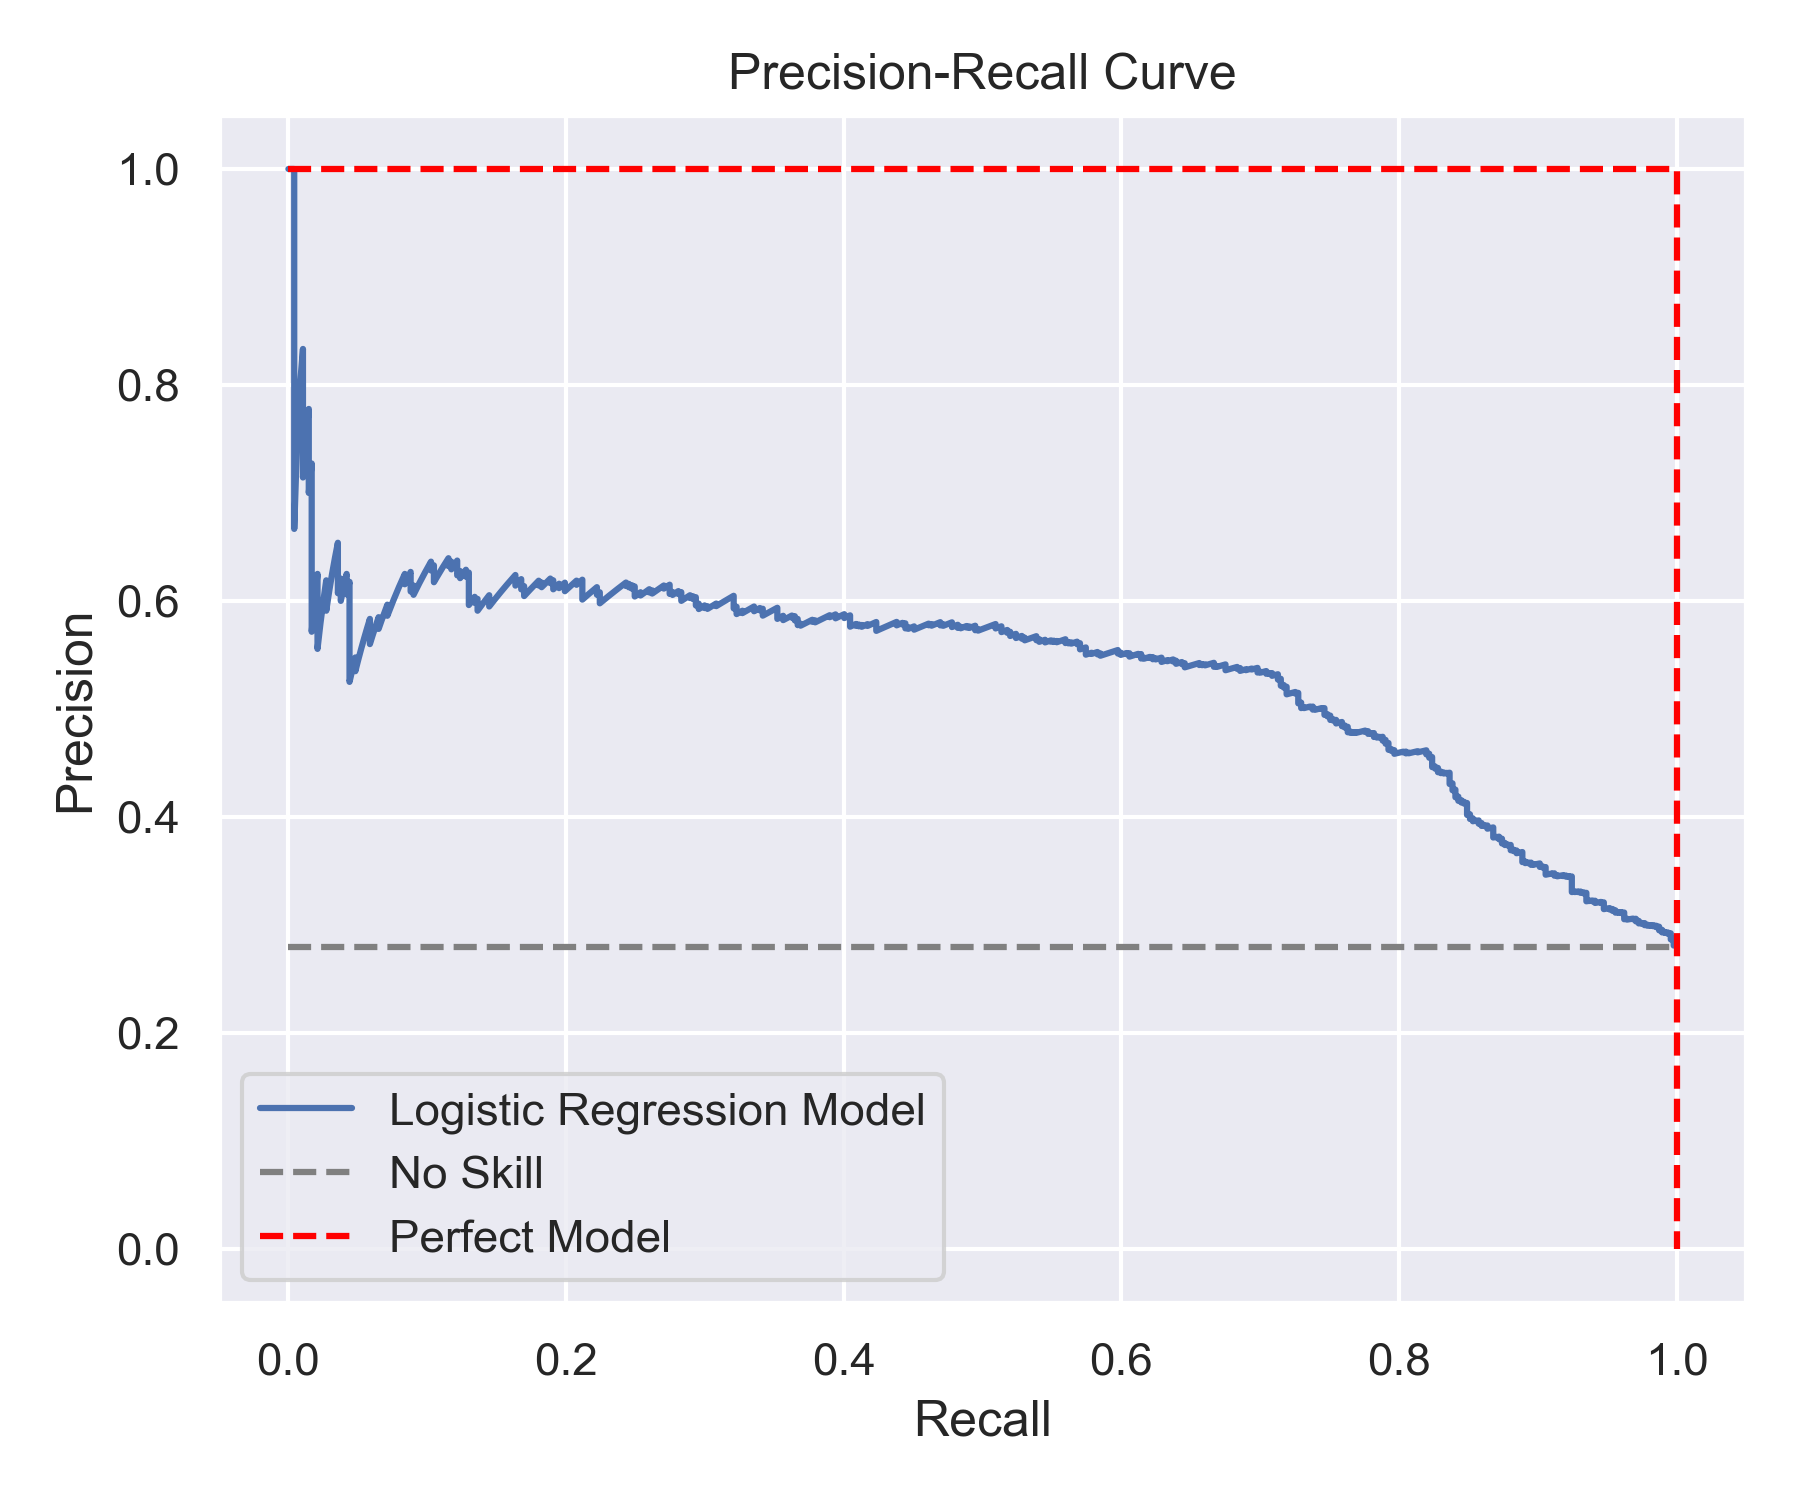 Precision-Recall Curve
1.0
0.8
0.6
0.4
0.2
0.0
Precision
Logistic Regression Model
No Skill
Perfect Model
0.0 0.2 0.4 0.6 0.8 1.0
Recall